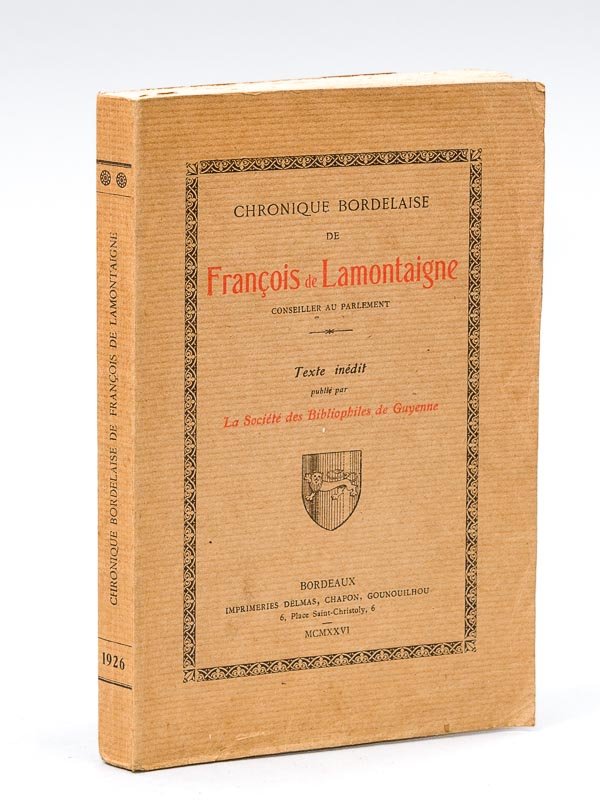 CHRONIQUE BORDELAISE
DE
François de Lamontaigne
CONSEILLER AU PARLEMENT
Texte inédit
publié par
La Société des Bibliophiles de Guyenne
BORDEAUX
IMPRIMERIES DELMAS, CHAPON, GOUNOUILHOU
6, Place Saint-Christoly, 6
MCMXXVI
CHRONIQUE BORDELAISE DE FRANÇOIS DE LAMONTAIGNE
1926